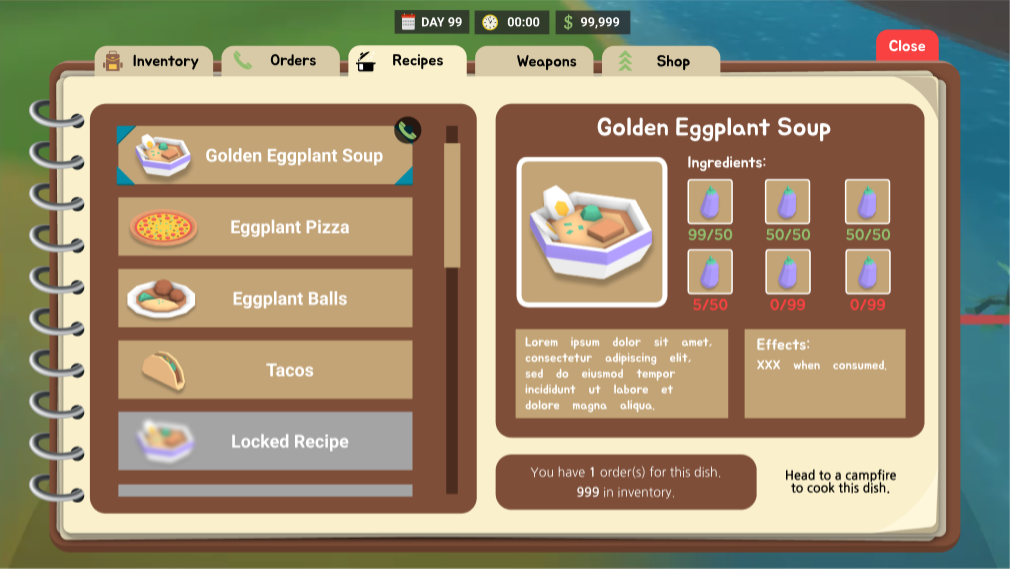 DAY 99
00:00
$ 99,999
Close
Inventory
Orders
Recipes
Weapons
Shop
Golden Eggplant Soup
Eggplant Pizza
Eggplant Balls
Tacos
Locked Recipe
Golden Eggplant Soup
Ingredients:
99/50 50/50 50/50
5/50 0/99 0/99
Lorem ipsum dolor sit amet,
consectetur adipiscing elit,
sed do eiusmod tempor
incididunt ut labore et
dolore magna aliqua.
Effects:
XXX when consumed.
You have 1 order(s) for this dish.
999 in inventory.
Head to a campfire
to cook this dish.